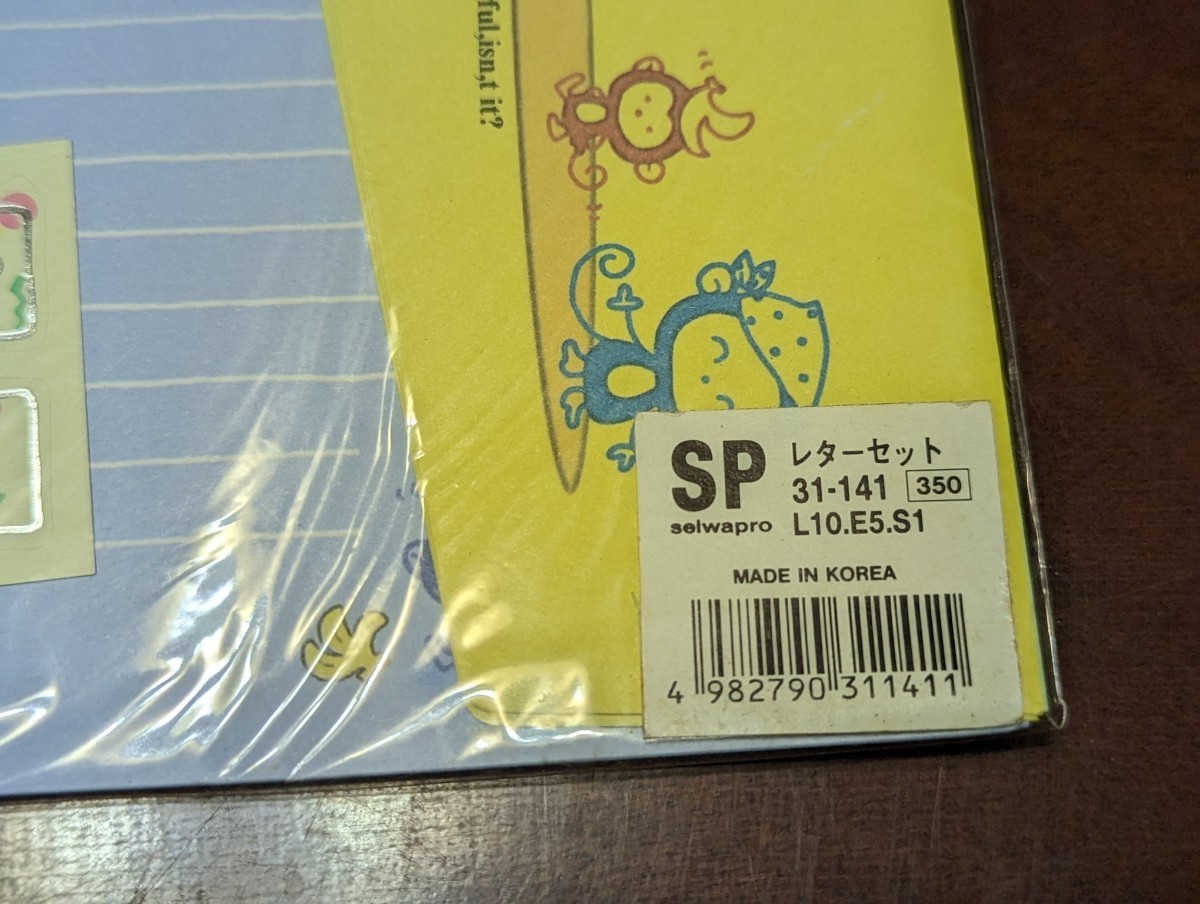 ful,isn,t it?
SP
seiwapro
レターセット
31-141 350
L10.E5.S1
MADE IN KOREA
4 982790 311411